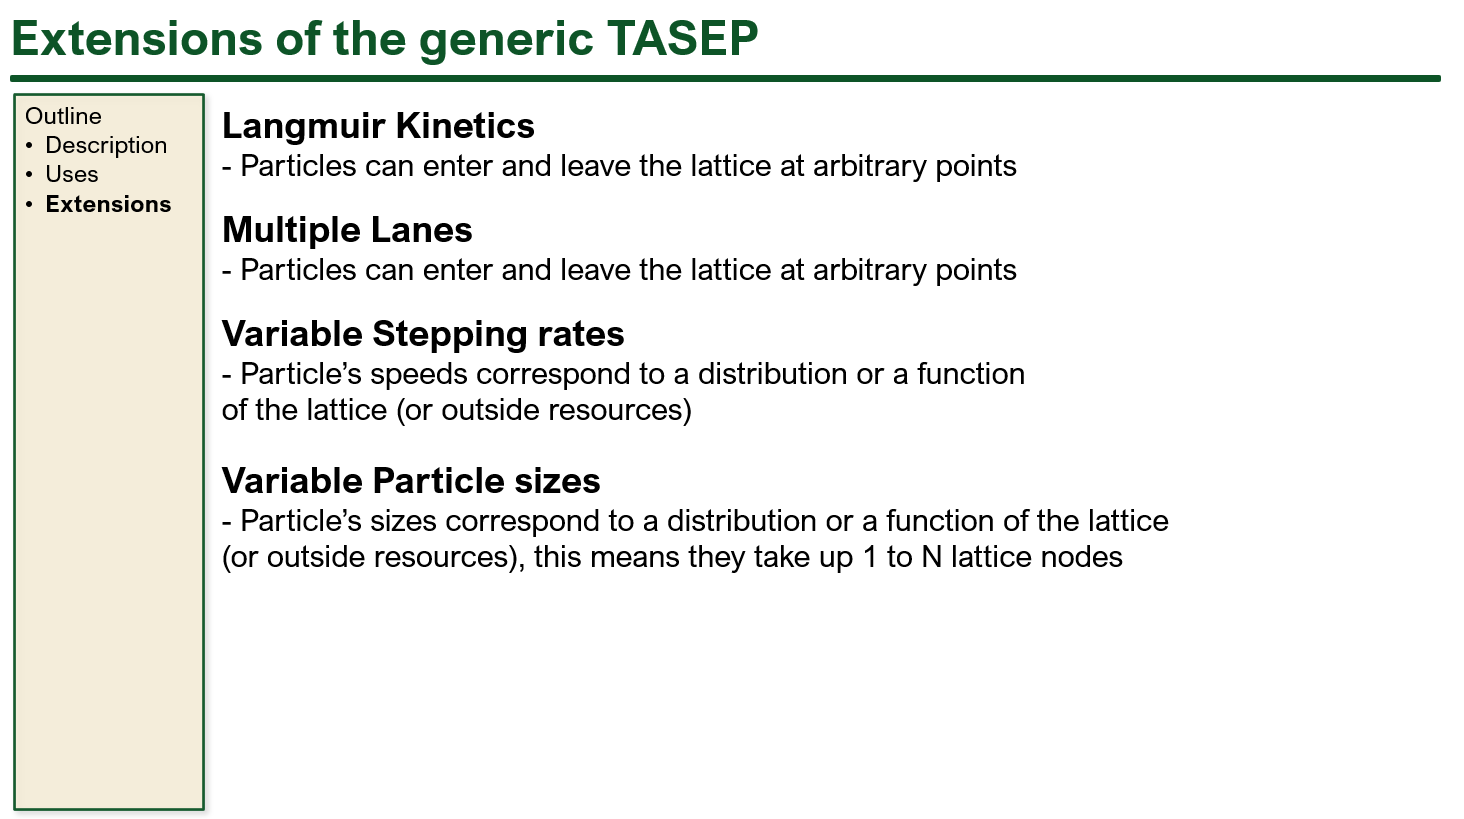 Extensions of the generic TASEP
Outline
• Description
• Uses
• Extensions
Langmuir Kinetics
- Particles can enter and leave the lattice at arbitrary points
Multiple Lanes
- Particles can enter and leave the lattice at arbitrary points
Variable Stepping rates
- Particle’s speeds correspond to a distribution or a function
of the lattice (or outside resources)
Variable Particle sizes
- Particle’s sizes correspond to a distribution or a function of the lattice
(or outside resources), this means they take up 1 to N lattice nodes